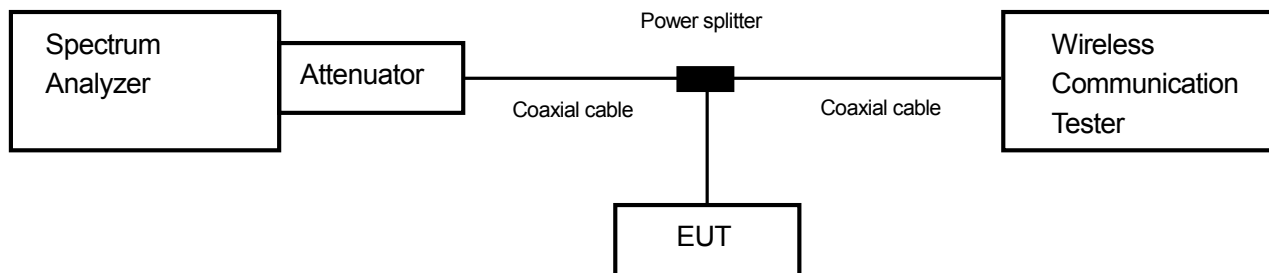 Power splitter
Spectrum
Analyzer
Attenuator
Wireless
Communication
Tester
Coaxial cable
Coaxial cable
EUT